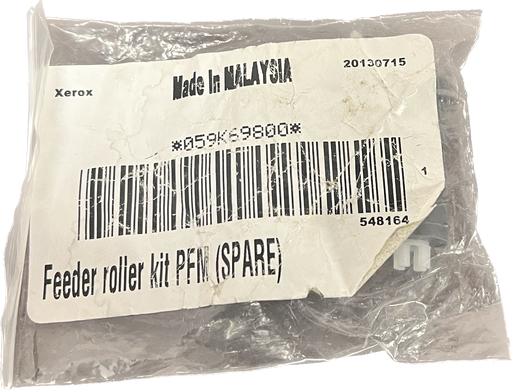 Made In MALAYSIA
20130715
Xerox
*059K69800*
1
548164
Feeder roller kit PFM (SPARE)